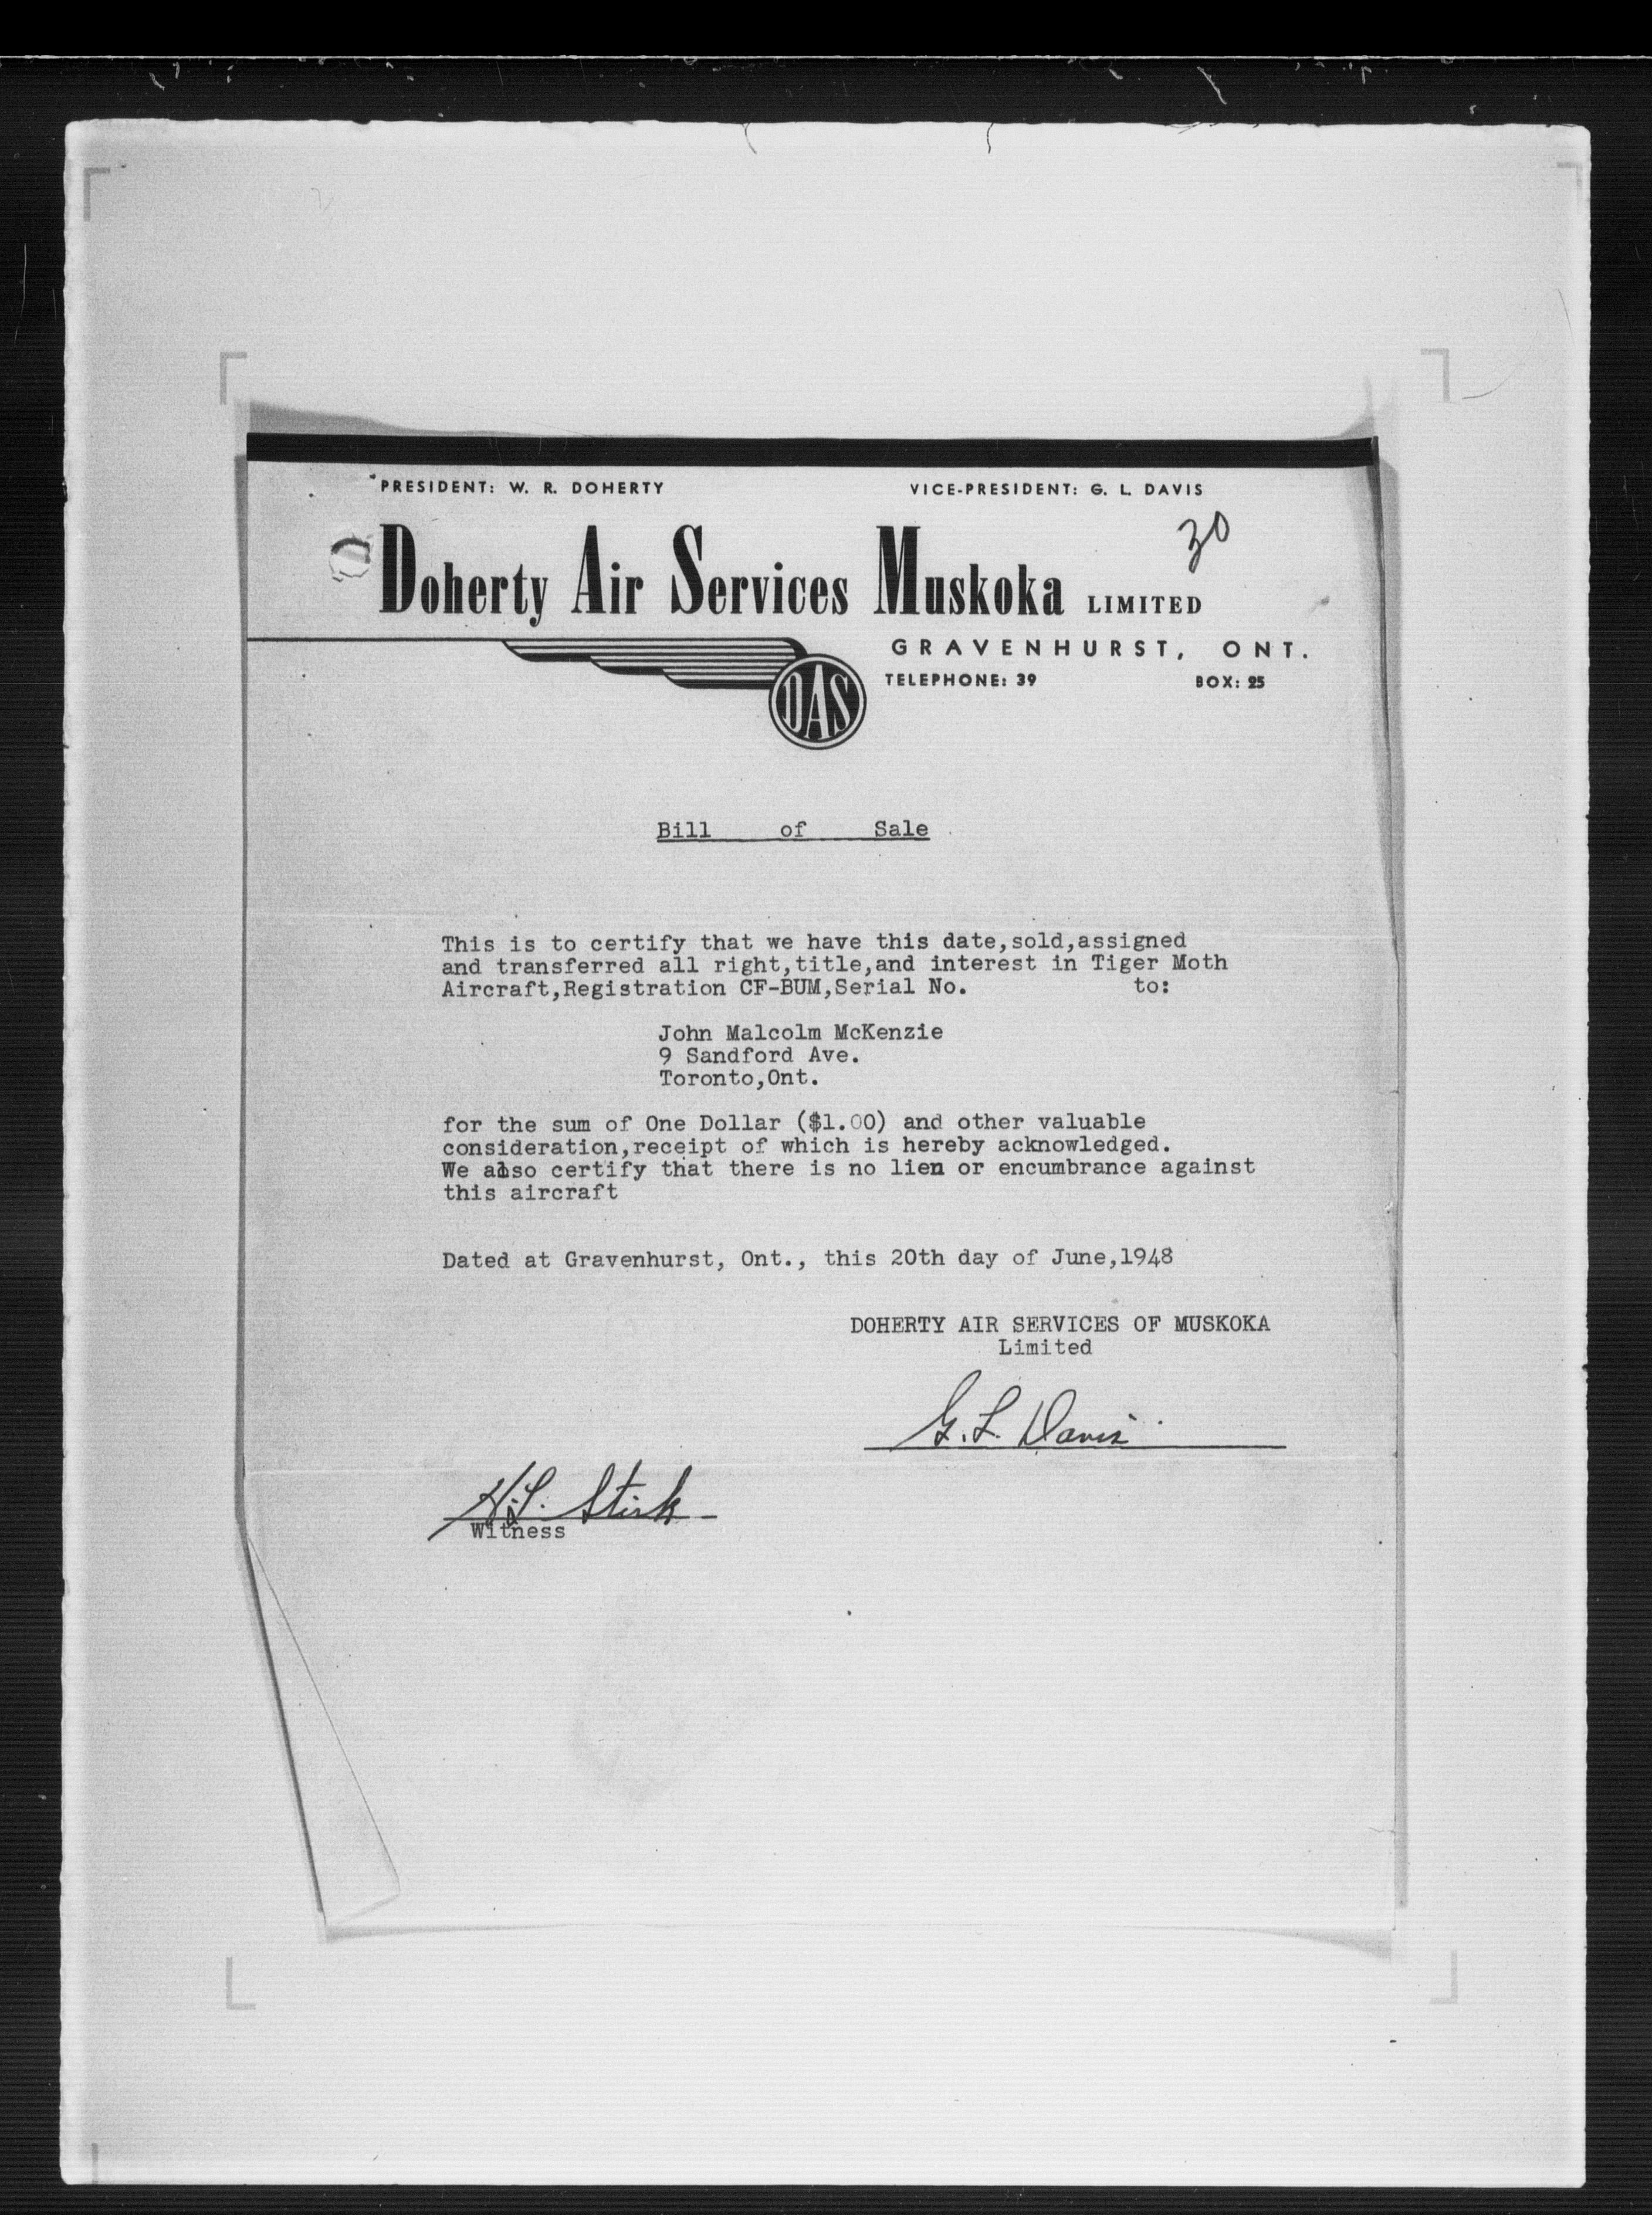 PRESIDENT: W. R. DOHERTY VICE-PRESIDENT: G. L. DAVIS
30
Doherty Air Services Muskoka LIMITED
GRAVENHURST, ONT.
TELEPHONE: 39 BOX: 25
DAS
Bill of Sale
This is to certify that we have this date,sold,assigned
and transferred all right,title,and interest in Tiger Moth
Aircraft,Registration CF-BUM,Serial No. to:
John Malcolm McKenzie
9 Sandford Ave.
Toronto,Ont.
for the sum of One Dollar ($1.00) and other valuable
consideration,receipt of which is hereby acknowledged.
We also certify that there is no lien or encumbrance against
this aircraft
Dated at Gravenhurst, Ont., this 20th day of June,1948
DOHERTY AIR SERVICES OF MUSKOKA
Limited
G. L. Davis
H. L. Stirk
Witness